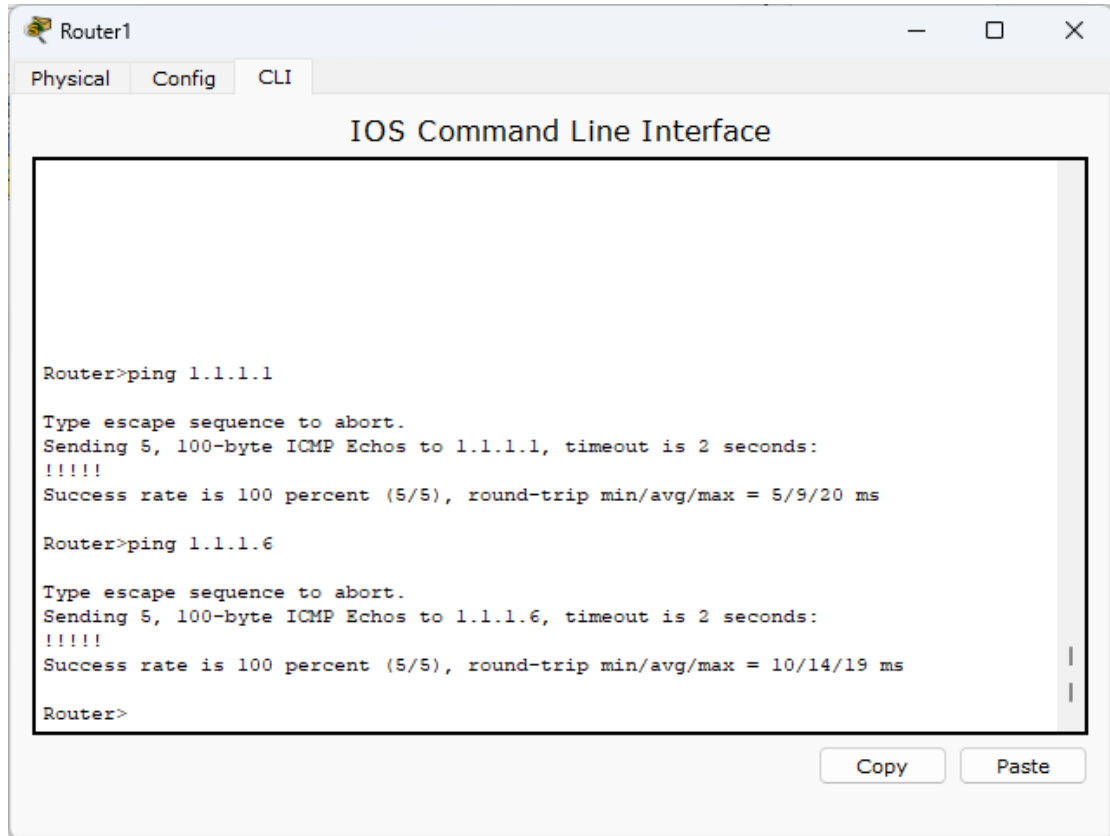 Router1
Physical Config CLI
IOS Command Line Interface
Router>ping 1.1.1.1
Type escape sequence to abort.
Sending 5, 100-byte ICMP Echos to 1.1.1.1, timeout is 2 seconds:
!!!!!
Success rate is 100 percent (5/5), round-trip min/avg/max = 5/9/20 ms
Router>ping 1.1.1.6
Type escape sequence to abort.
Sending 5, 100-byte ICMP Echos to 1.1.1.6, timeout is 2 seconds:
!!!!!
Success rate is 100 percent (5/5), round-trip min/avg/max = 10/14/19 ms
Router>
Copy Paste